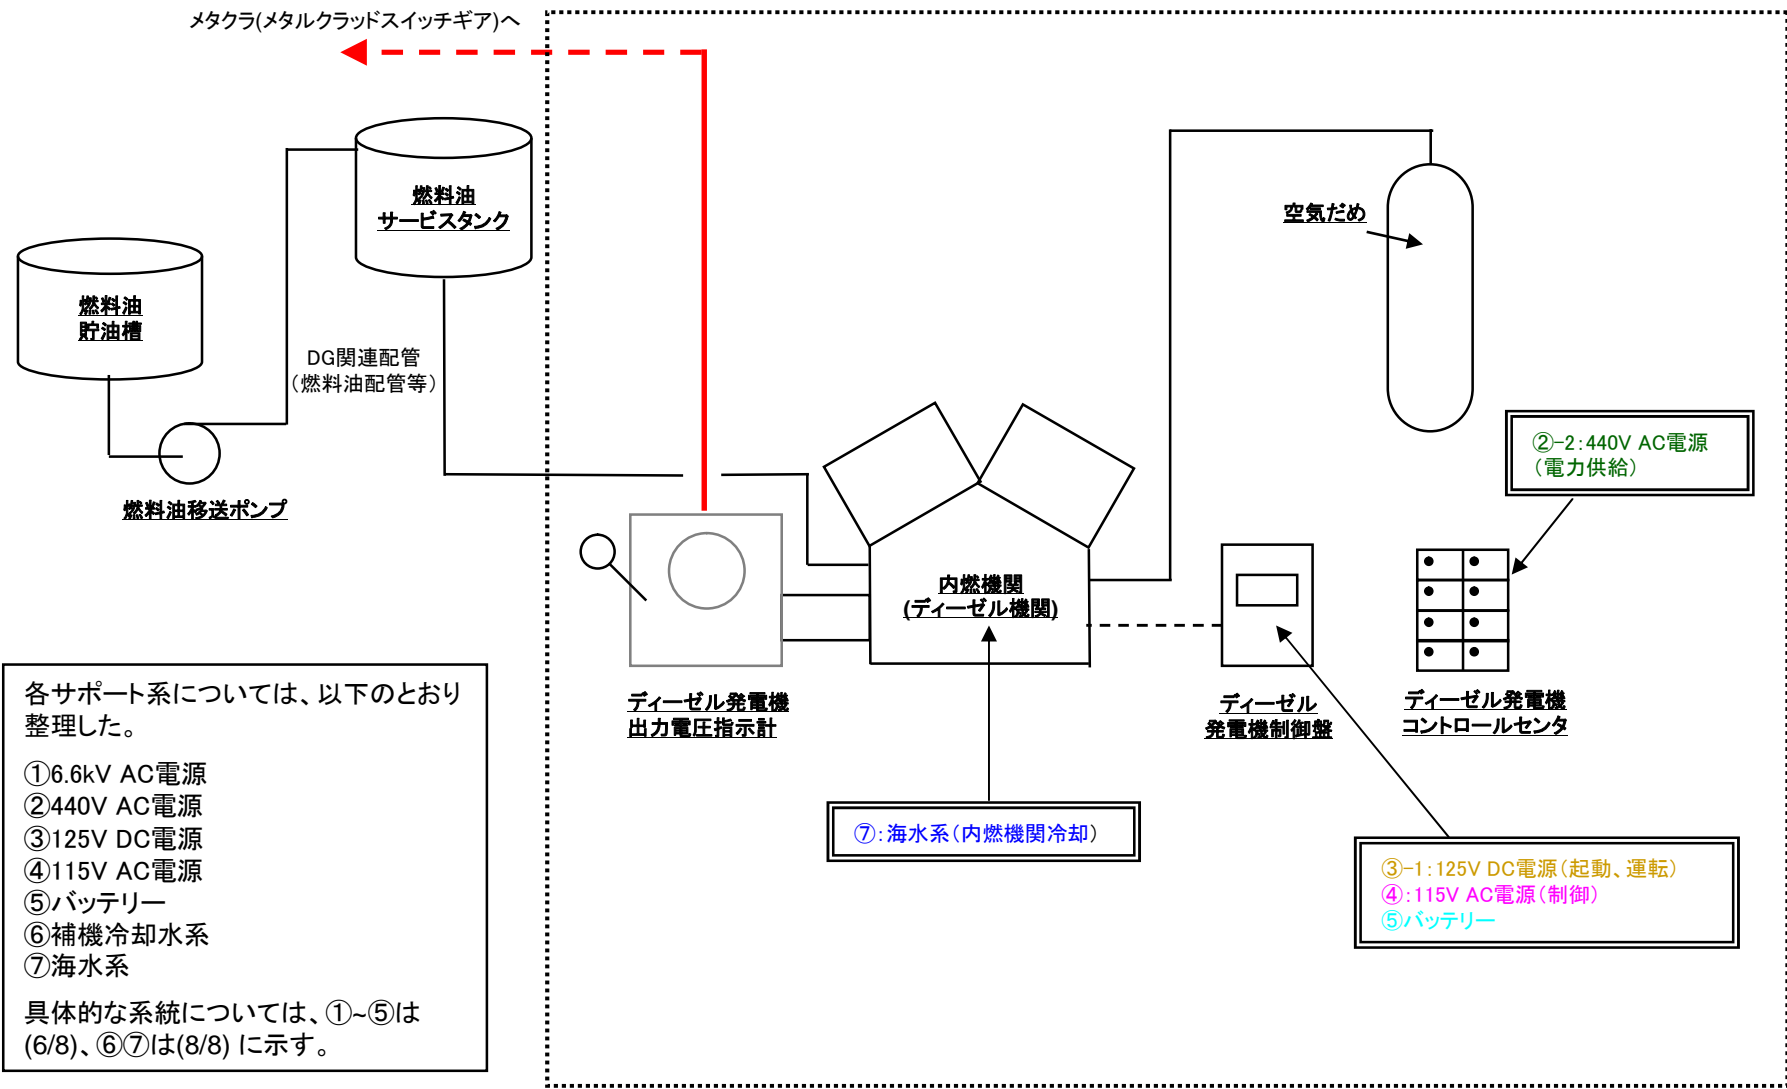 メタクラ(メタルクラッドスイッチギア)へ
燃料油
サービスタンク
空気だめ
燃料油
貯油槽
DG関連配管
（燃料油配管等）
②-2：440V AC電源
（電力供給）
燃料油移送ポンプ
内燃機関
(ディーゼル機関)
ディーゼル発電機
出力電圧指示計
ディーゼル
発電機制御盤
ディーゼル発電機
コントロールセンタ
各サポート系については、以下のとおり
整理した。
①6.6kV AC電源
②440V AC電源
③125V DC電源
④115V AC電源
⑤バッテリー
⑥補機冷却水系
⑦海水系
具体的な系統については、①~⑤は
(6/8)、⑥⑦は(8/8) に示す。
⑦：海水系（内燃機関冷却）
③-1：125V DC電源（起動、運転）
④：115V AC電源（制御）
⑤バッテリー